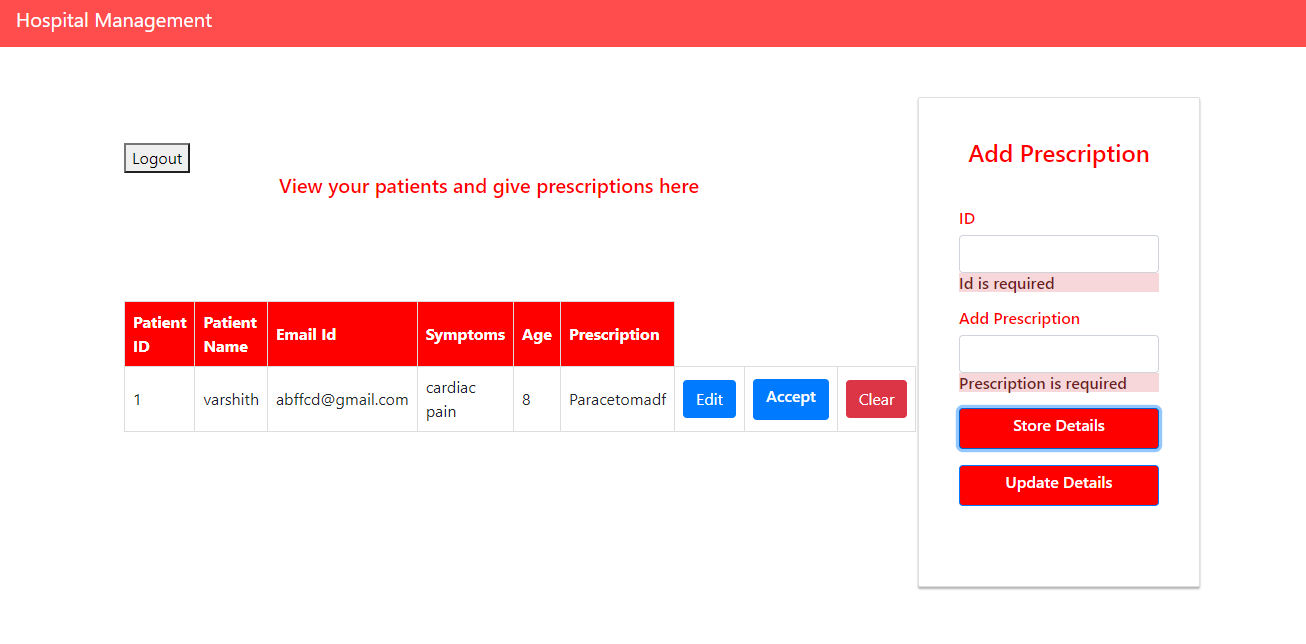 Hospital Management
Logout
View your patients and give prescriptions here
Patient ID Patient Name Email Id Symptoms Age Prescription
1 varshith abffcd@gmail.com cardiac pain 8 Paracetomadf Edit Accept Clear
Add Prescription
ID
Id is required
Add Prescription
Prescription is required
Store Details
Update Details